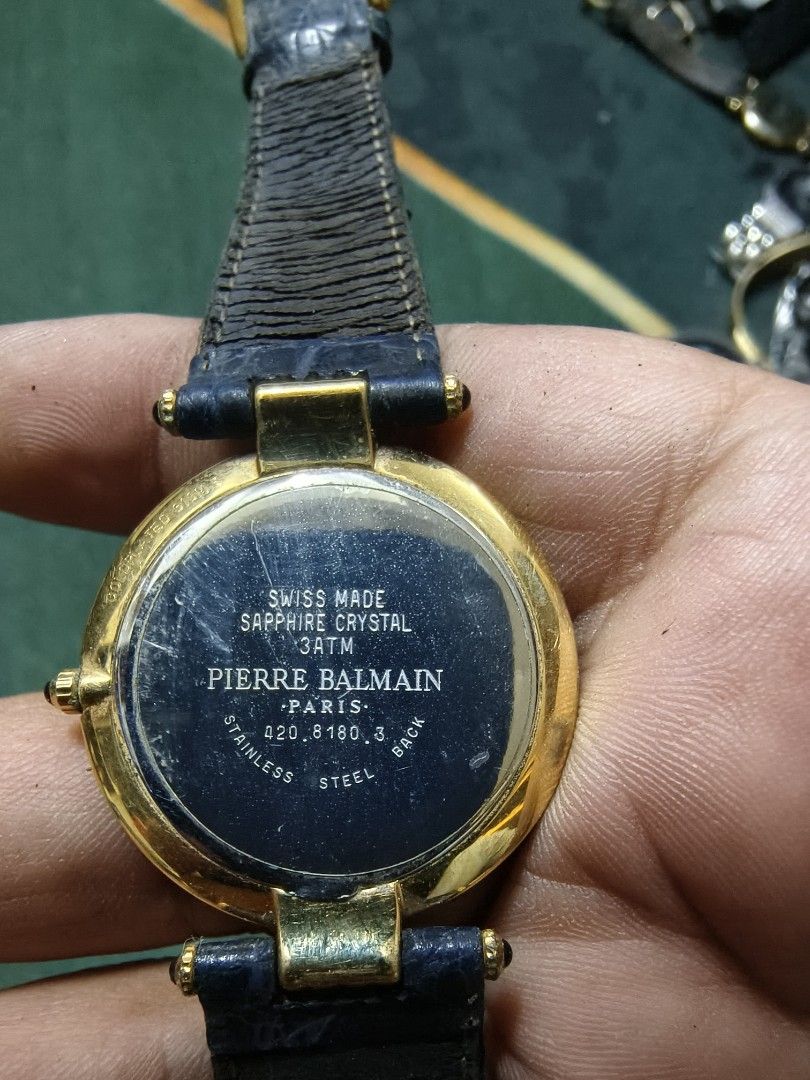 SWISS MADE
SAPPHIRE CRYSTAL
3ATM
PIERRE BALMAIN
·PARIS·
420.8180.3
STAINLESS STEEL BACK